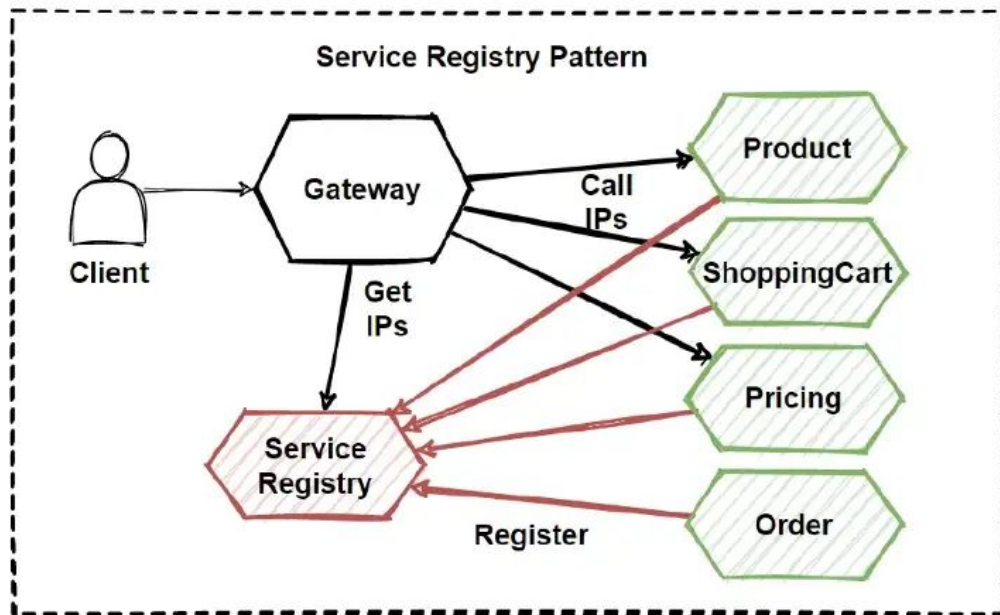 Service Registry Pattern
Client
Gateway
Get
IPs
Call
IPs
Product
ShoppingCart
Pricing
Order
Service
Registry
Register